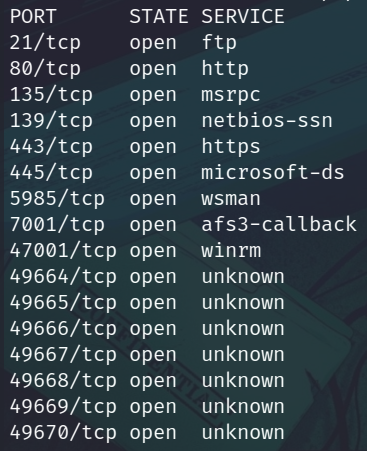 PORT      STATE SERVICE
21/tcp    open  ftp
80/tcp    open  http
135/tcp   open  msrpc
139/tcp   open  netbios-ssn
443/tcp   open  https
445/tcp   open  microsoft-ds
5985/tcp  open  wsman
7001/tcp  open  afs3-callback
47001/tcp open  winrm
49664/tcp open  unknown
49665/tcp open  unknown
49666/tcp open  unknown
49667/tcp open  unknown
49668/tcp open  unknown
49669/tcp open  unknown
49670/tcp open  unknown